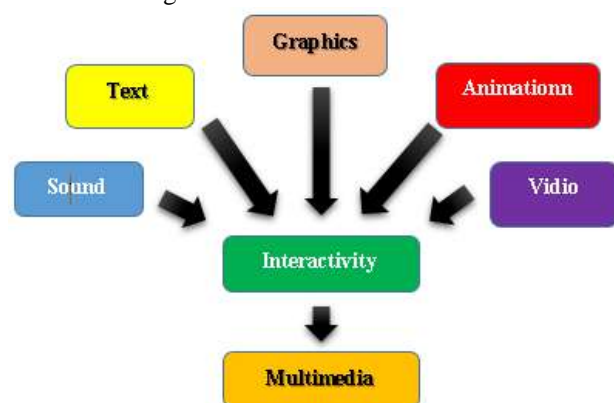 Graphics
Text
Animationn
Sound
Vidio
Interactivity
Multimedia